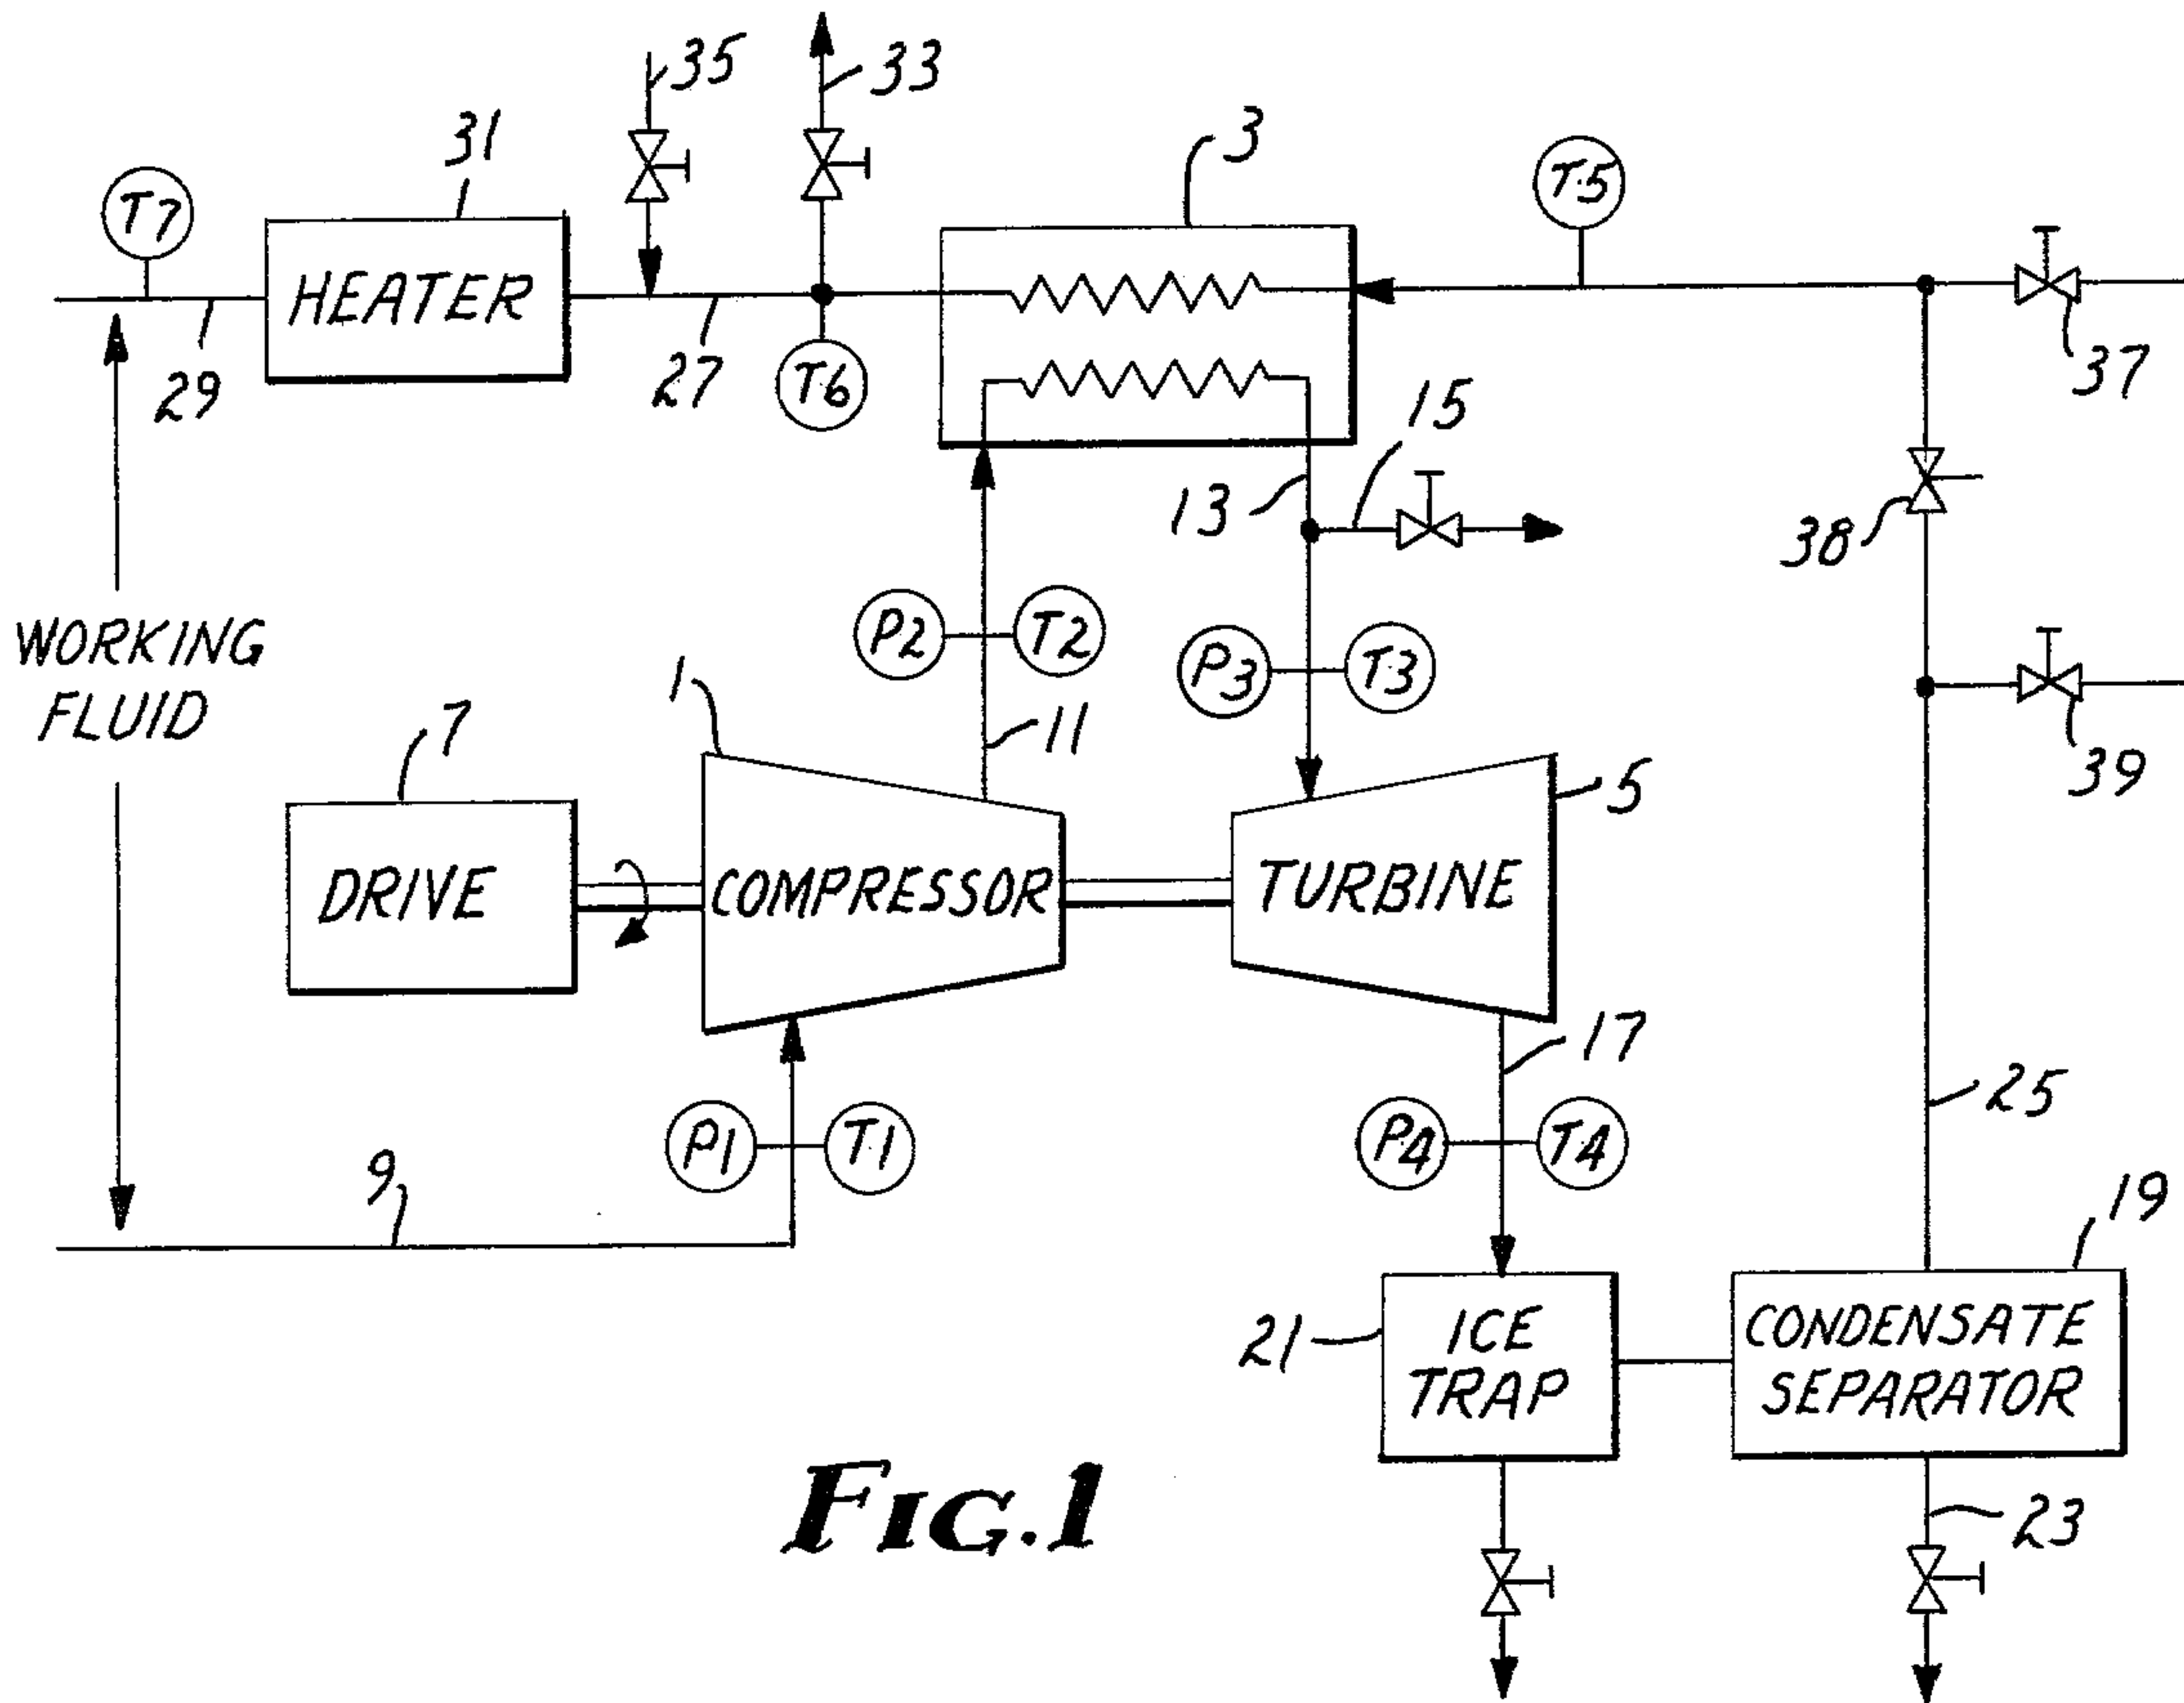 35
33
31
3
T7
T5
HEATER
29
27
T6
37
15
13
38
WORKING
FLUID
P2
T2
P3
T3
1
7
11
39
5
DRIVE
COMPRESSOR
TURBINE
17
25
P1
T1
P4
T4
9
19
21
ICE
TRAP
CONDENSATE
SEPARATOR
23
FIG.1